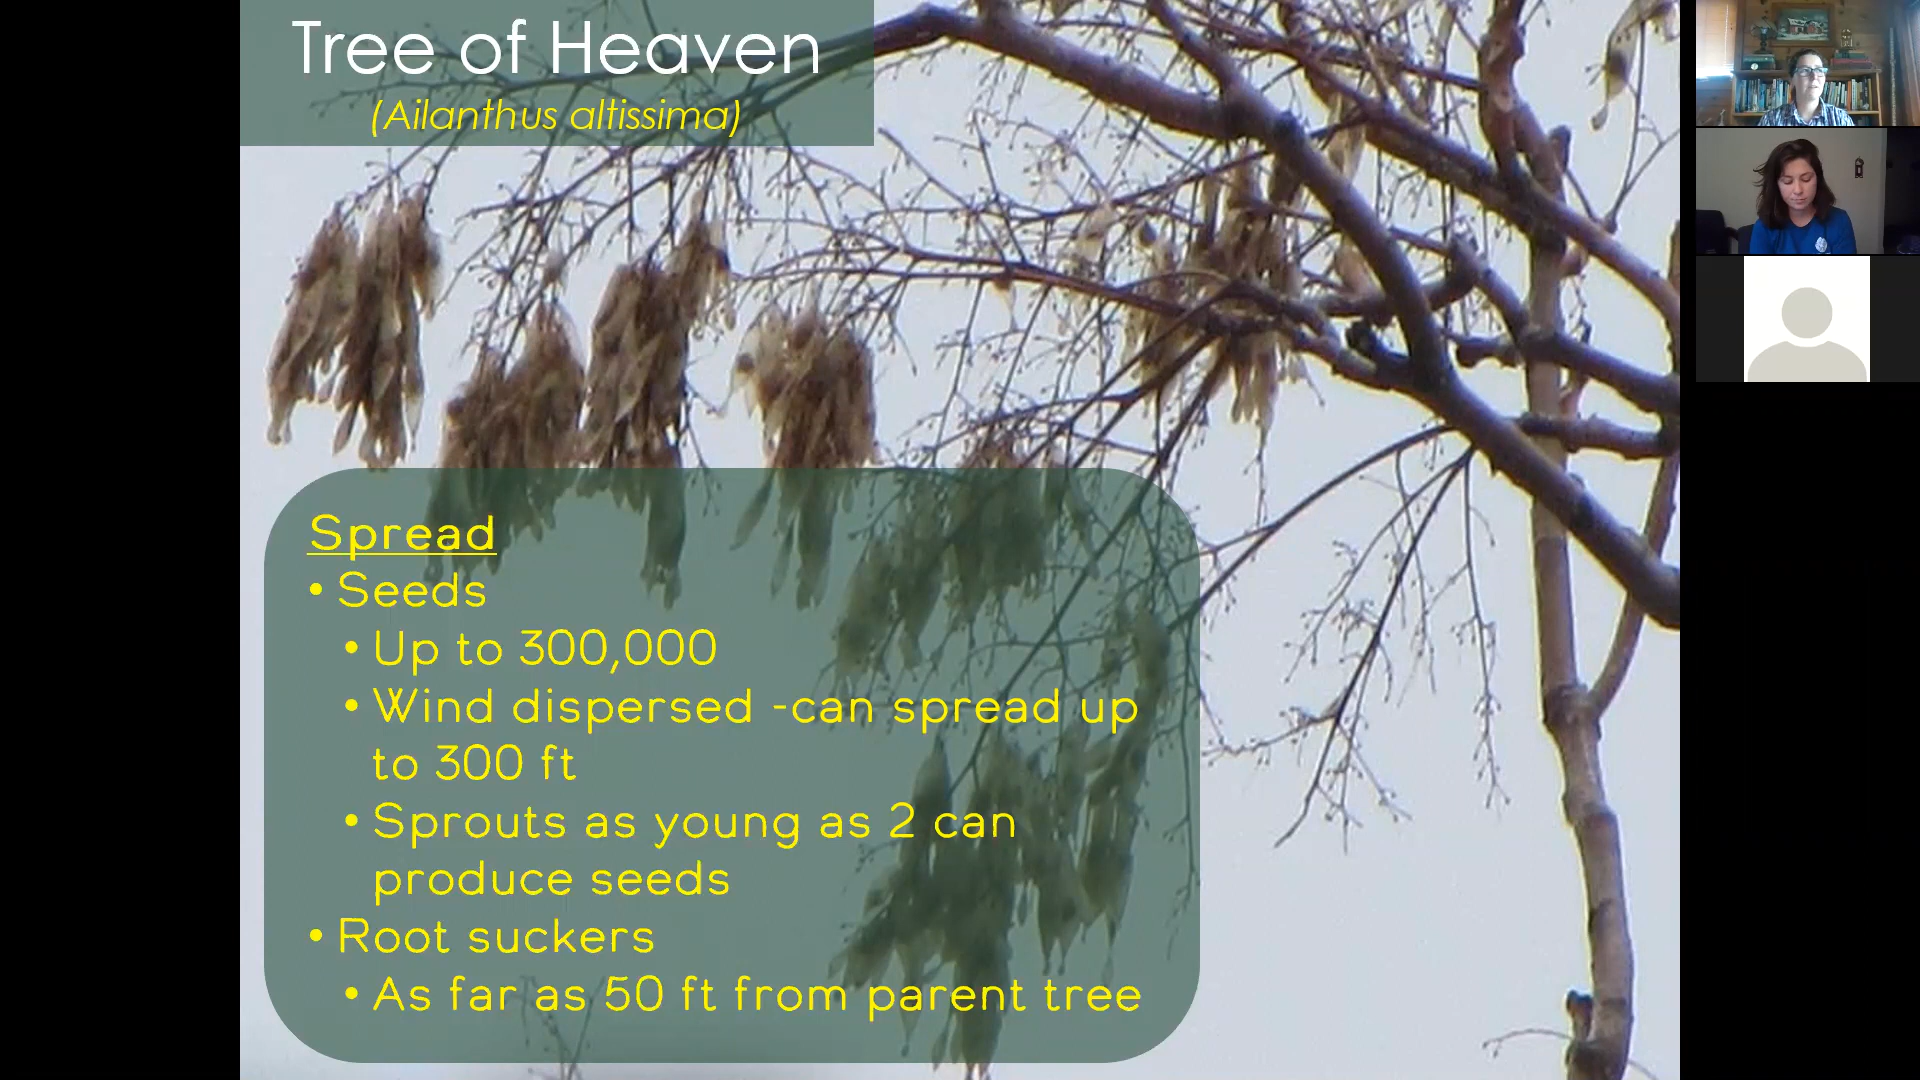 Tree of Heaven
(Ailanthus altissima)
Spread
• Seeds
• Up to 300,000
• Wind dispersed -can spread up
to 300 ft
• Sprouts as young as 2 can
produce seeds
• Root suckers
• As far as 50 ft from parent tree